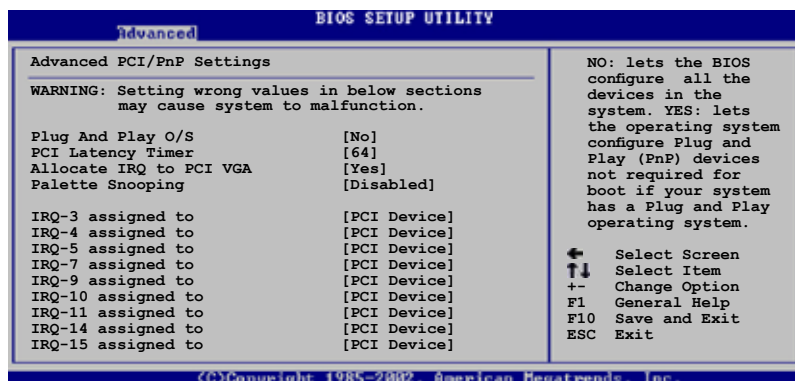 BIOS SETUP UTILITY
Advanced
Advanced PCI/PnP Settings
WARNING: Setting wrong values in below sections
may cause system to malfunction.
Plug And Play O/S [No]
PCI Latency Timer [64]
Allocate IRQ to PCI VGA [Yes]
Palette Snooping [Disabled]
IRQ-3 assigned to [PCI Device]
IRQ-4 assigned to [PCI Device]
IRQ-5 assigned to [PCI Device]
IRQ-7 assigned to [PCI Device]
IRQ-9 assigned to [PCI Device]
IRQ-10 assigned to [PCI Device]
IRQ-11 assigned to [PCI Device]
IRQ-14 assigned to [PCI Device]
IRQ-15 assigned to [PCI Device]
NO: lets the BIOS
configure all the
devices in the
system. YES: lets
the operating system
configure Plug and
Play (PnP) devices
not required for
boot if your system
has a Plug and Play
operating system.
← Select Screen
↑↓ Select Item
+- Change Option
F1 General Help
F10 Save and Exit
ESC Exit
(C)Copyright 1985-2002, American Megatrends, Inc.